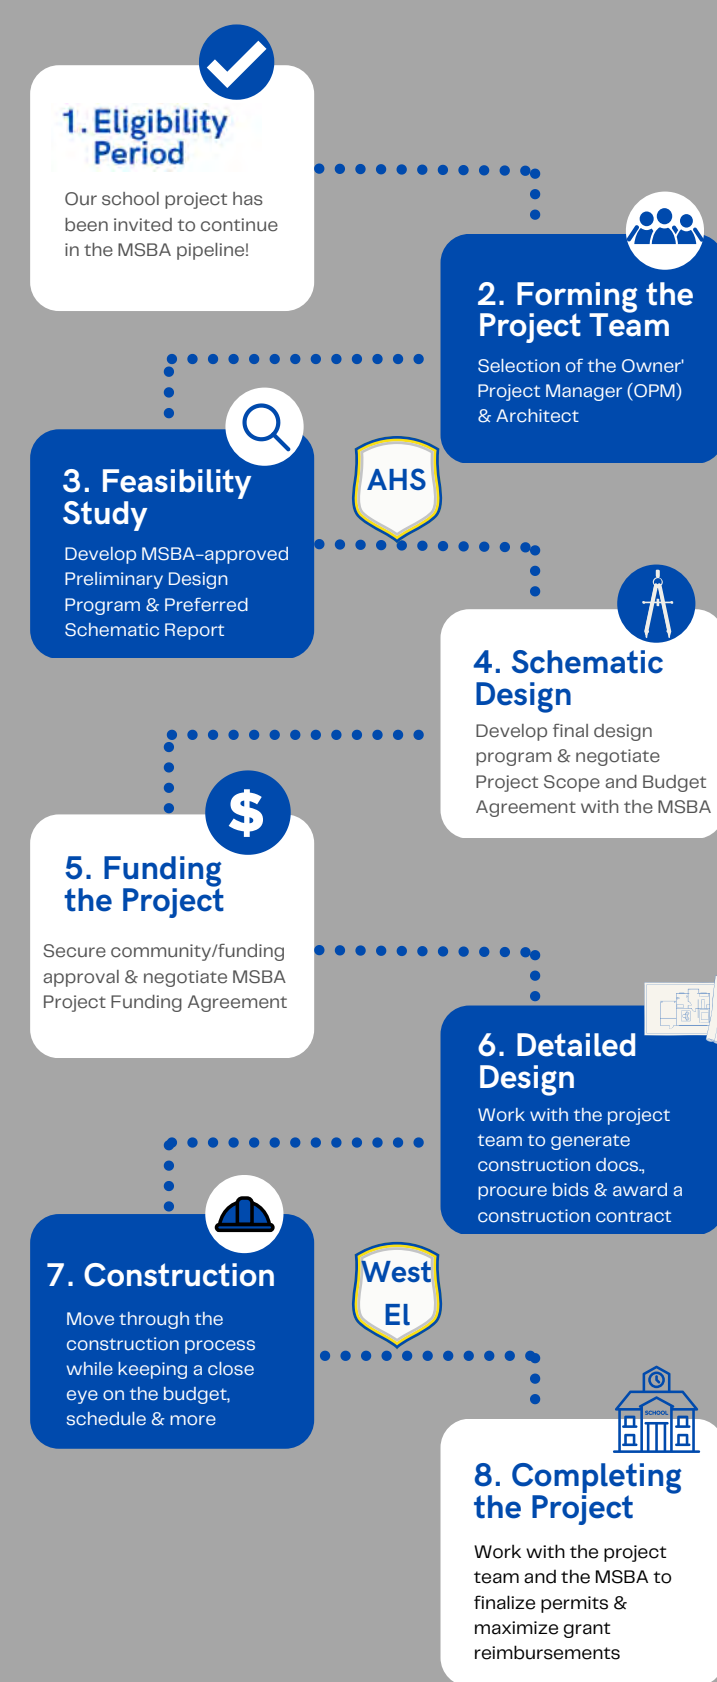 1. Eligibility
Period
Our school project has
been invited to continue
in the MSBA pipeline!
2. Forming the
Project Team
Selection of the Owner'
Project Manager (OPM)
& Architect
3. Feasibility
Study
Develop MSBA-approved
Preliminary Design
Program & Preferred
Schematic Report
AHS
4. Schematic
Design
Develop final design
program & negotiate
Project Scope and Budget
Agreement with the MSBA
$
5. Funding
the Project
Secure community/funding
approval & negotiate MSBA
Project Funding Agreement
6. Detailed
Design
Work with the project
team to generate
construction docs.,
procure bids & award a
construction contract
7. Construction
Move through the
construction process
while keeping a close
eye on the budget,
schedule & more
West
El
SCHOOL
8. Completing
the Project
Work with the project
team and the MSBA to
finalize permits &
maximize grant
reimbursements